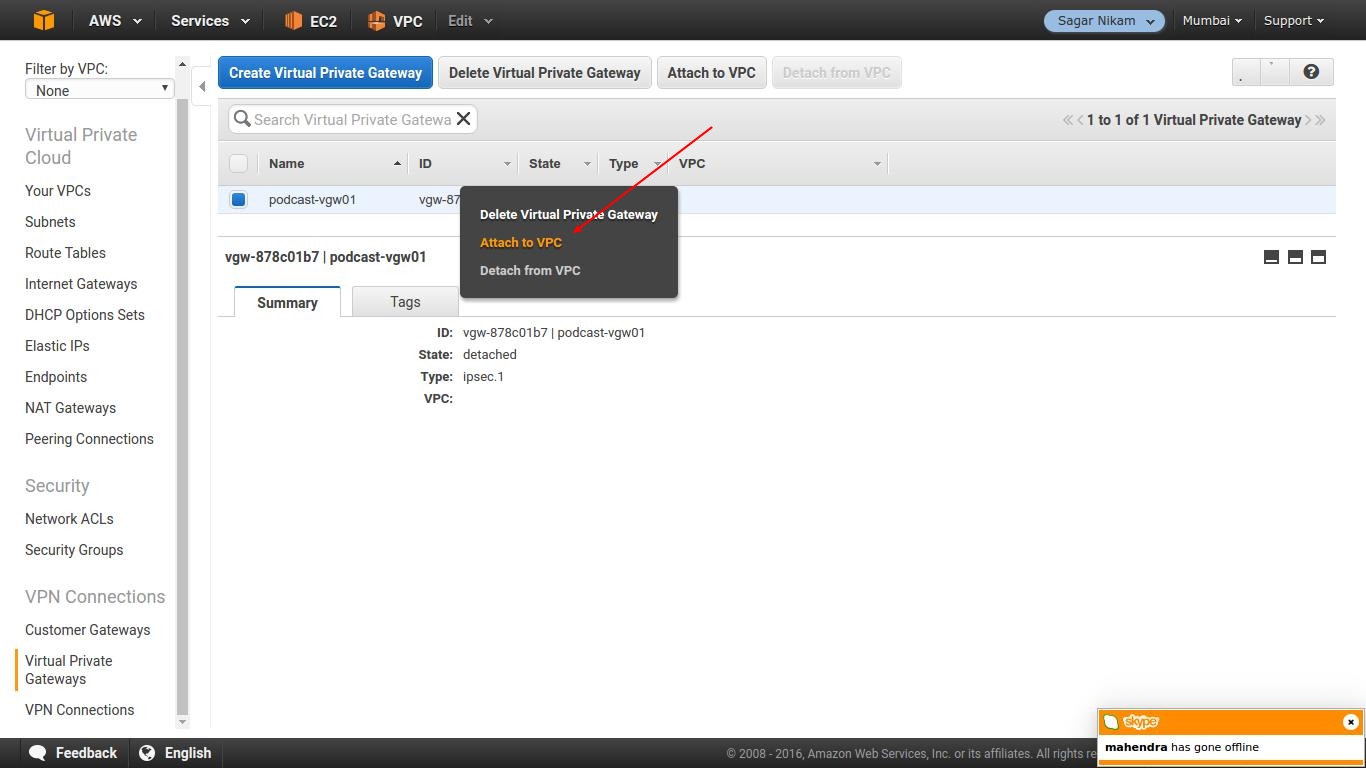 AWS Services EC2 VPC Edit Sagar Nikam Mumbai Support
Filter by VPC:
None
Virtual Private
Cloud
Your VPCs
Subnets
Route Tables
Internet Gateways
DHCP Options Sets
Elastic IPs
Endpoints
NAT Gateways
Peering Connections
Security
Network ACLs
Security Groups
VPN Connections
Customer Gateways
Virtual Private
Gateways
VPN Connections
Create Virtual Private Gateway Delete Virtual Private Gateway Attach to VPC Detach from VPC
Search Virtual Private Gatewa 1 to 1 of 1 Virtual Private Gateway
Name ID State Type VPC
podcast-vgw01 vgw-87
Delete Virtual Private Gateway
Attach to VPC
Detach from VPC
vgw-878c01b7 | podcast-vgw01
Summary Tags
ID: vgw-878c01b7 | podcast-vgw01
State: detached
Type: ipsec.1
VPC:
skype
mahendra has gone offline
Feedback English © 2008 - 2016, Amazon Web Services, Inc. or its affiliates. All rights re